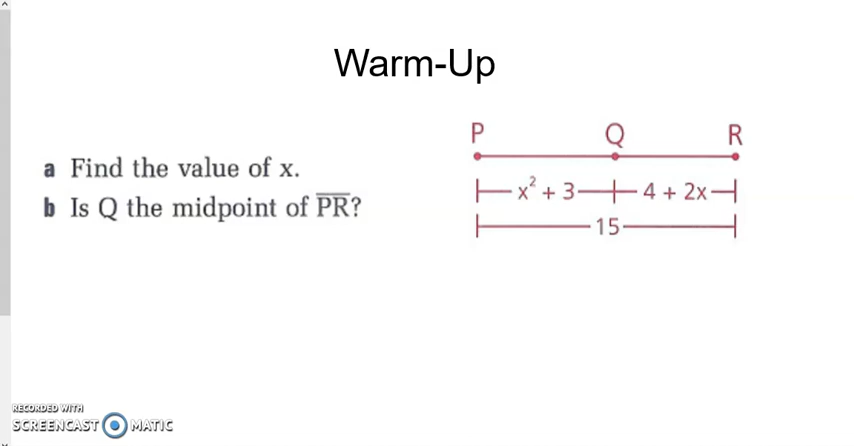 Warm-Up
a Find the value of x.
b Is Q the midpoint of P̅R̅?
P Q R
x² + 3 4 + 2x
15
RECORDED WITH
SCREENCAST MATIC